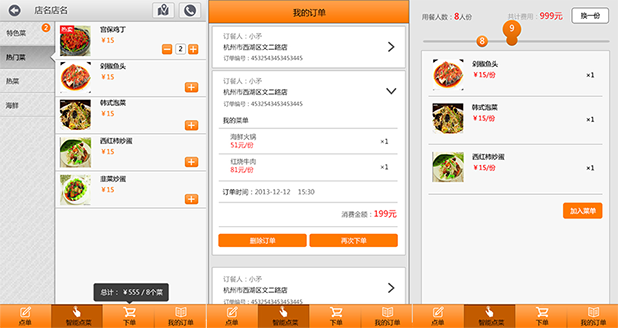 店名店名
特色菜
2
热门菜
热菜
海鲜
热菜
宫保鸡丁
￥15
2
剁椒鱼头
￥15
韩式泡菜
￥15
西红柿炒蛋
￥15
韭菜炒蛋
￥15
总计：￥555 / 8个菜
点单
智能点菜
下单
我的订单
我的订单
订餐人：小矛
杭州市西湖区文二路店
订单编号：4532543453453445
订餐人：小矛
杭州市西湖区文二路店
订单编号：4532543453453445
我的菜单
海鲜火锅
51元/份
×1
红烧牛肉
81元/份
×1
订单时间：2013-12-12 15:30
消费金额：199元
删除订单
再次下单
订餐人：小矛
杭州市西湖区文二路店
订单编号：4532543453453445
点单
智能点菜
下单
我的订单
用餐人数：8人份
共计费用：999元
换一份
8
9
剁椒鱼头
￥15/份
×1
韩式泡菜
￥15/份
×1
西红柿炒蛋
￥15/份
×1
加入菜单
点单
智能点菜
下单
我的订单